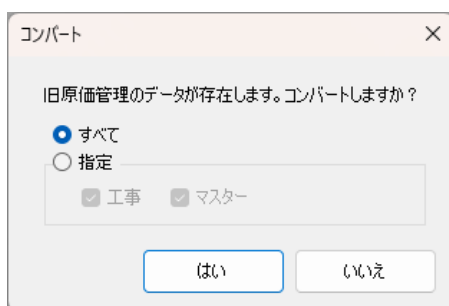 コンバート
旧原価管理のデータが存在します。コンバートしますか？
すべて
指定
工事 マスター
はい いいえ